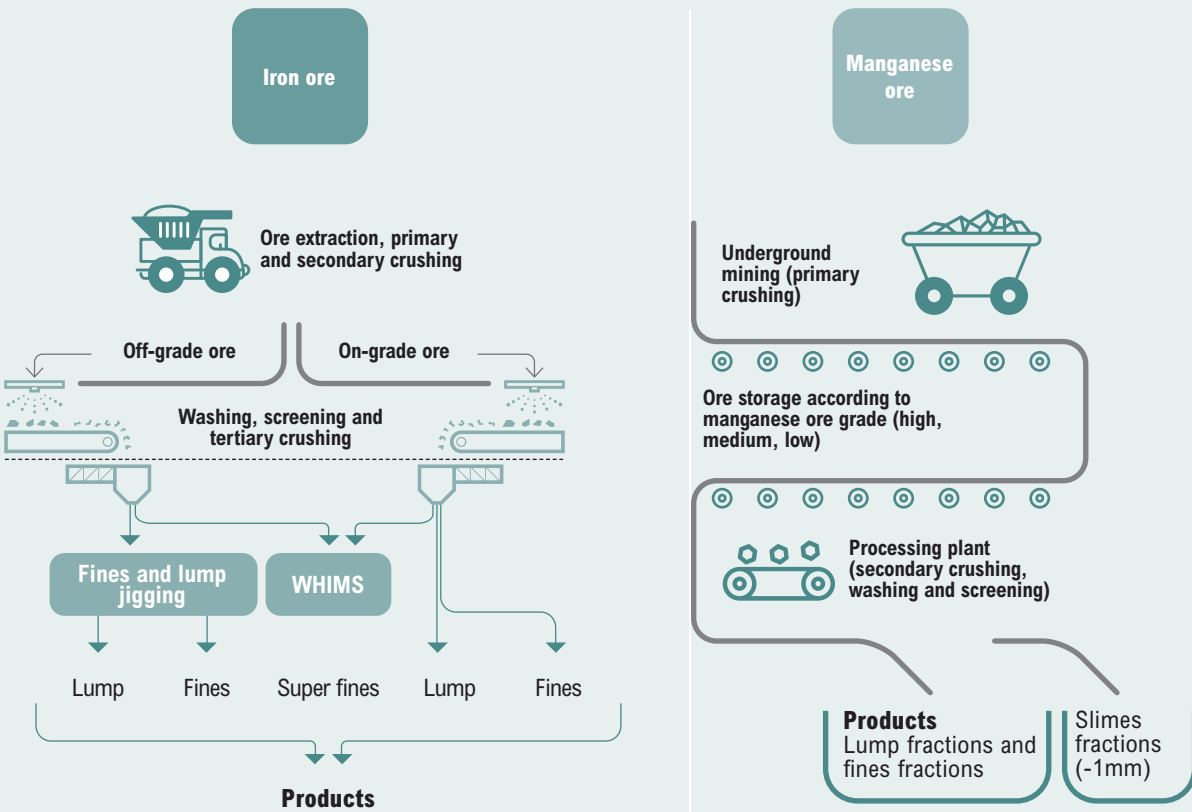 Iron ore
Ore extraction, primary
and secondary crushing
Off-grade ore
On-grade ore
Washing, screening and
tertiary crushing
Fines and lump
jigging
WHIMS
Lump
Fines
Super fines
Lump
Fines
Products
Manganese
ore
Underground
mining (primary
crushing)
Ore storage according to
manganese ore grade (high,
medium, low)
Processing plant
(secondary crushing,
washing and screening)
Products
Lump fractions and
fines fractions
Slimes
fractions
(-1mm)